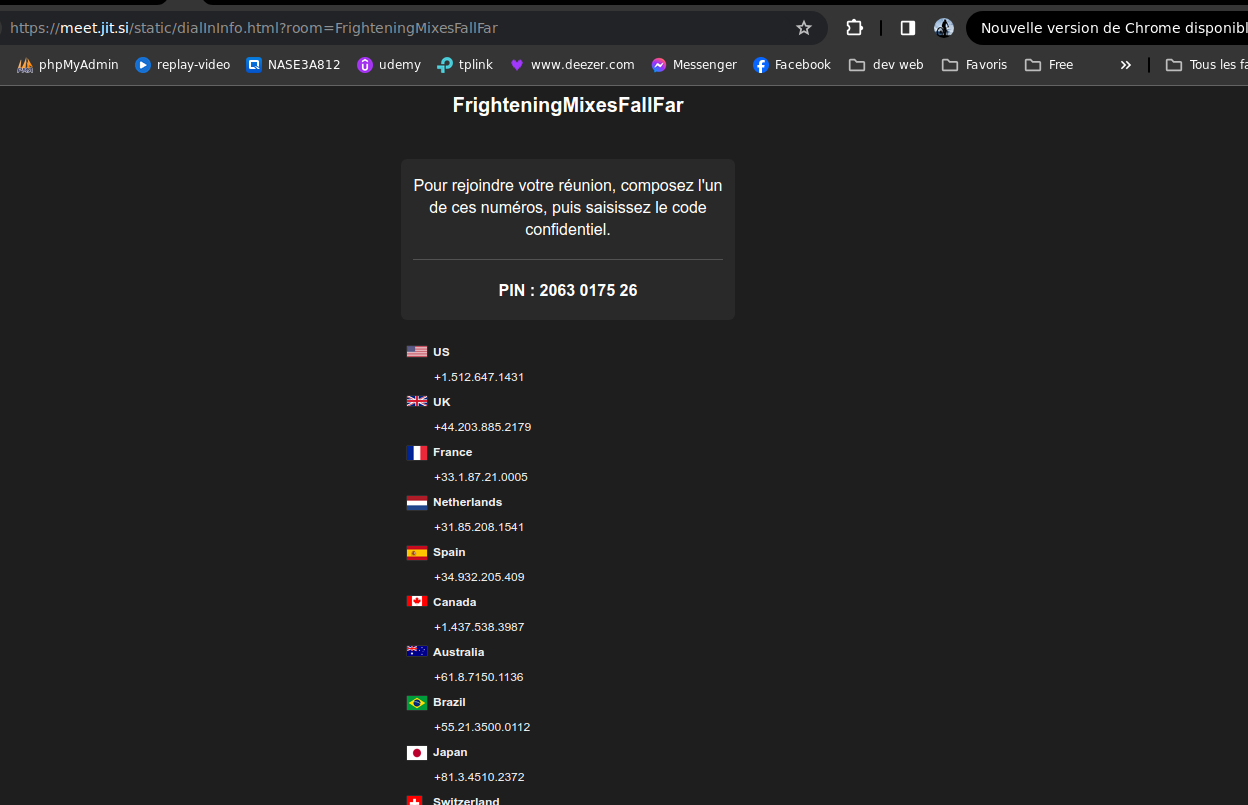 https://meet.jit.si/static/dialInInfo.html?room=FrighteningMixesFallFar
Nouvelle version de Chrome disponibl
phpMyAdmin replay-video NASE3A812 udemy tplink www.deezer.com Messenger Facebook dev web Favoris Free » Tous les fa
FrighteningMixesFallFar
Pour rejoindre votre réunion, composez l'un
de ces numéros, puis saisissez le code
confidentiel.
PIN : 2063 0175 26
US
+1.512.647.1431
UK
+44.203.885.2179
France
+33.1.87.21.0005
Netherlands
+31.85.208.1541
Spain
+34.932.205.409
Canada
+1.437.538.3987
Australia
+61.8.7150.1136
Brazil
+55.21.3500.0112
Japan
+81.3.4510.2372
Switzerland